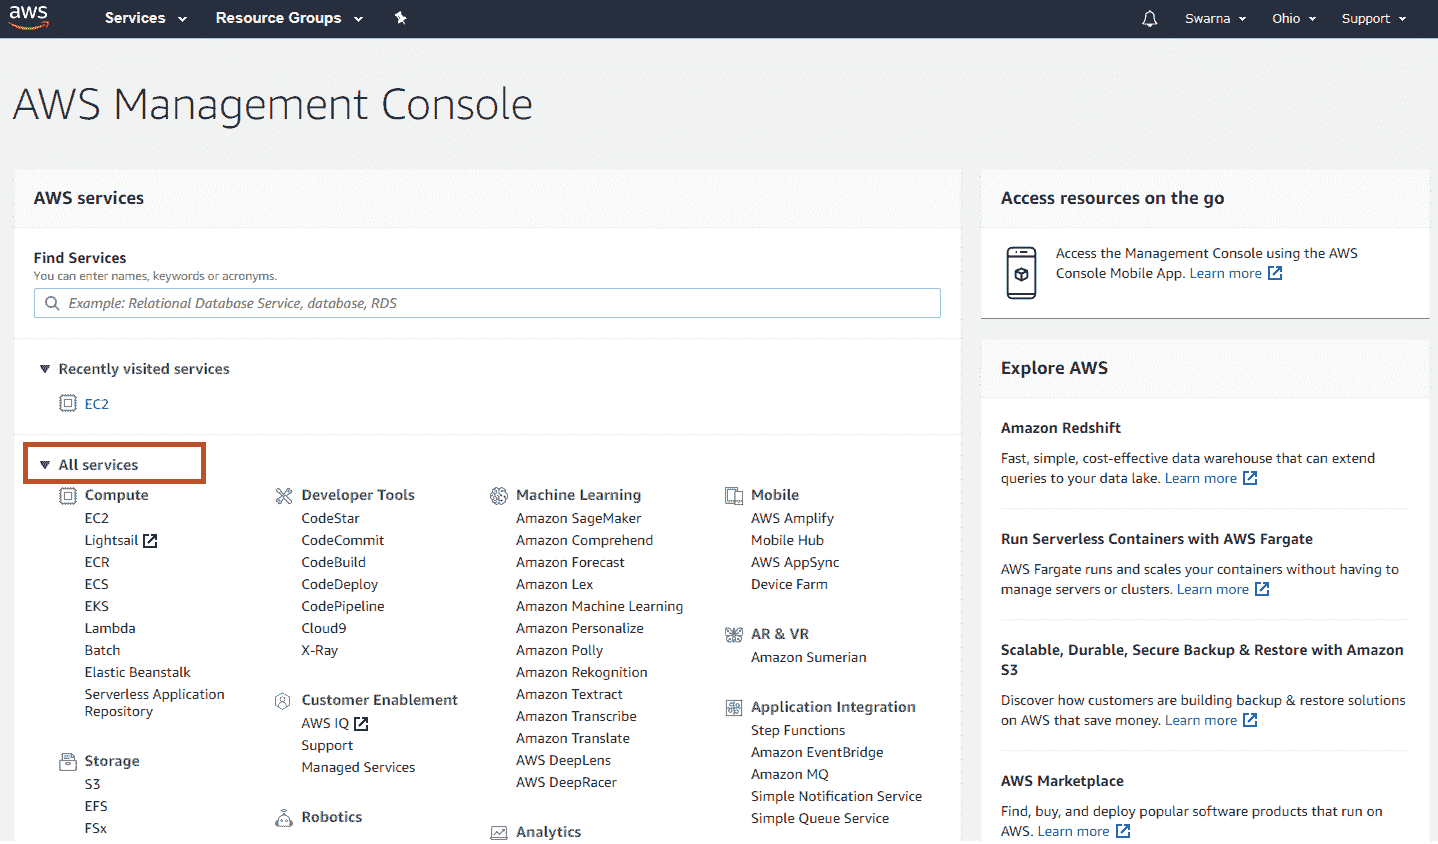 aws
Services
Resource Groups
Swarna
Ohio
Support
AWS Management Console
AWS services
Find Services
You can enter names, keywords or acronyms.
Example: Relational Database Service, database, RDS
Recently visited services
EC2
All services
Compute
EC2
Lightsail
ECR
ECS
EKS
Lambda
Batch
Elastic Beanstalk
Serverless Application
Repository
Storage
S3
EFS
FSx
Developer Tools
CodeStar
CodeCommit
CodeBuild
CodeDeploy
CodePipeline
Cloud9
X-Ray
Customer Enablement
AWS IQ
Support
Managed Services
Robotics
Machine Learning
Amazon SageMaker
Amazon Comprehend
Amazon Forecast
Amazon Lex
Amazon Machine Learning
Amazon Personalize
Amazon Polly
Amazon Rekognition
Amazon Textract
Amazon Transcribe
Amazon Translate
AWS DeepLens
AWS DeepRacer
Analytics
Mobile
AWS Amplify
Mobile Hub
AWS AppSync
Device Farm
AR & VR
Amazon Sumerian
Application Integration
Step Functions
Amazon EventBridge
Amazon MQ
Simple Notification Service
Simple Queue Service
Access resources on the go
Access the Management Console using the AWS
Console Mobile App. Learn more
Explore AWS
Amazon Redshift
Fast, simple, cost-effective data warehouse that can extend
queries to your data lake. Learn more
Run Serverless Containers with AWS Fargate
AWS Fargate runs and scales your containers without having to
manage servers or clusters. Learn more
Scalable, Durable, Secure Backup & Restore with Amazon
S3
Discover how customers are building backup & restore solutions
on AWS that save money. Learn more
AWS Marketplace
Find, buy, and deploy popular software products that run on
AWS. Learn more